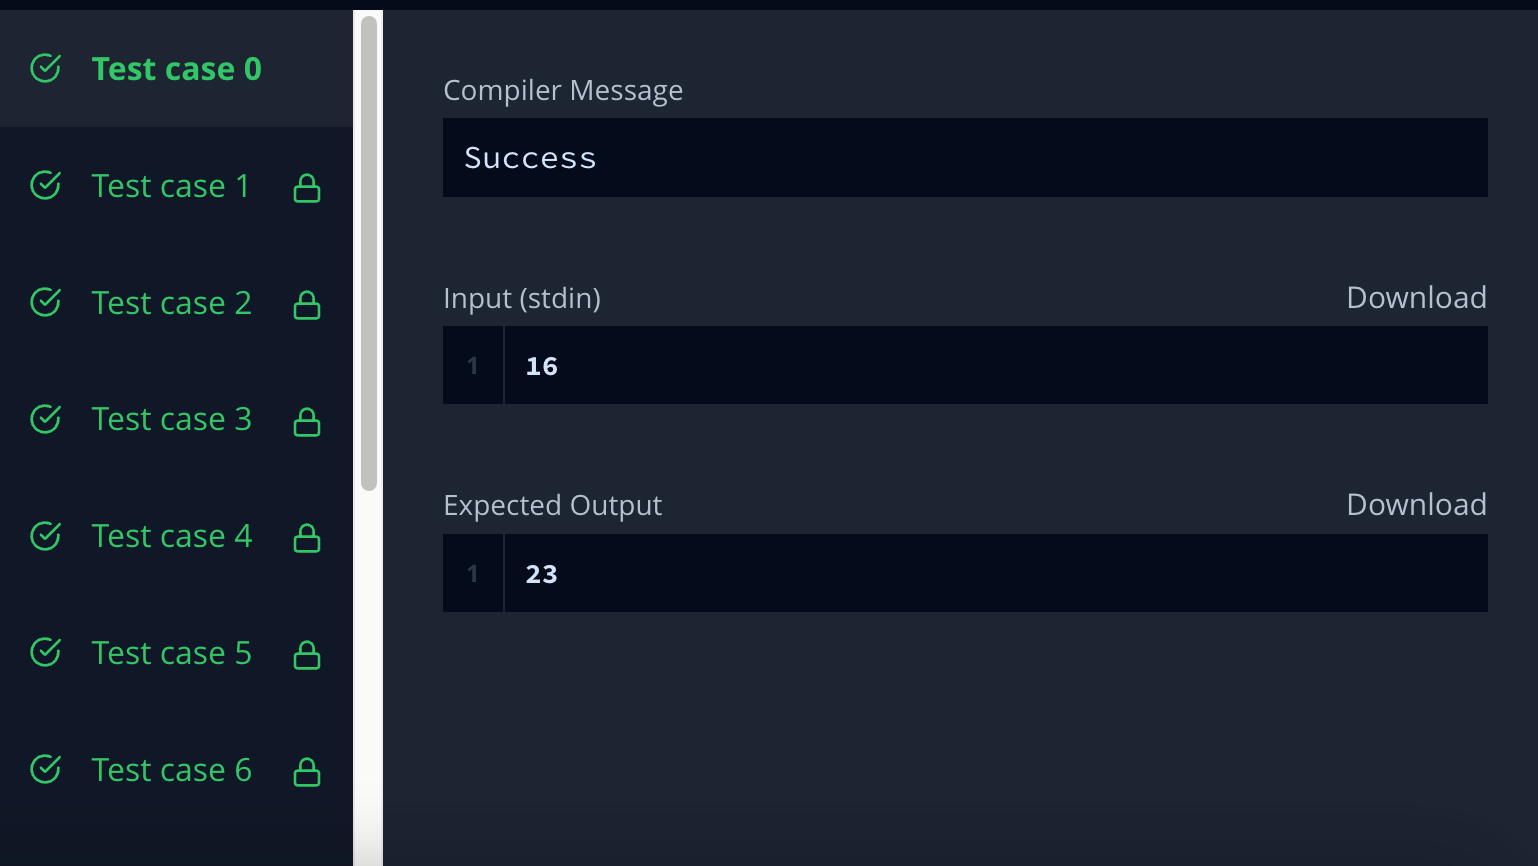 Test case 0
Test case 1
Test case 2
Test case 3
Test case 4
Test case 5
Test case 6
Compiler Message
Success
Input (stdin)
Download
1 16
Expected Output
Download
1 23